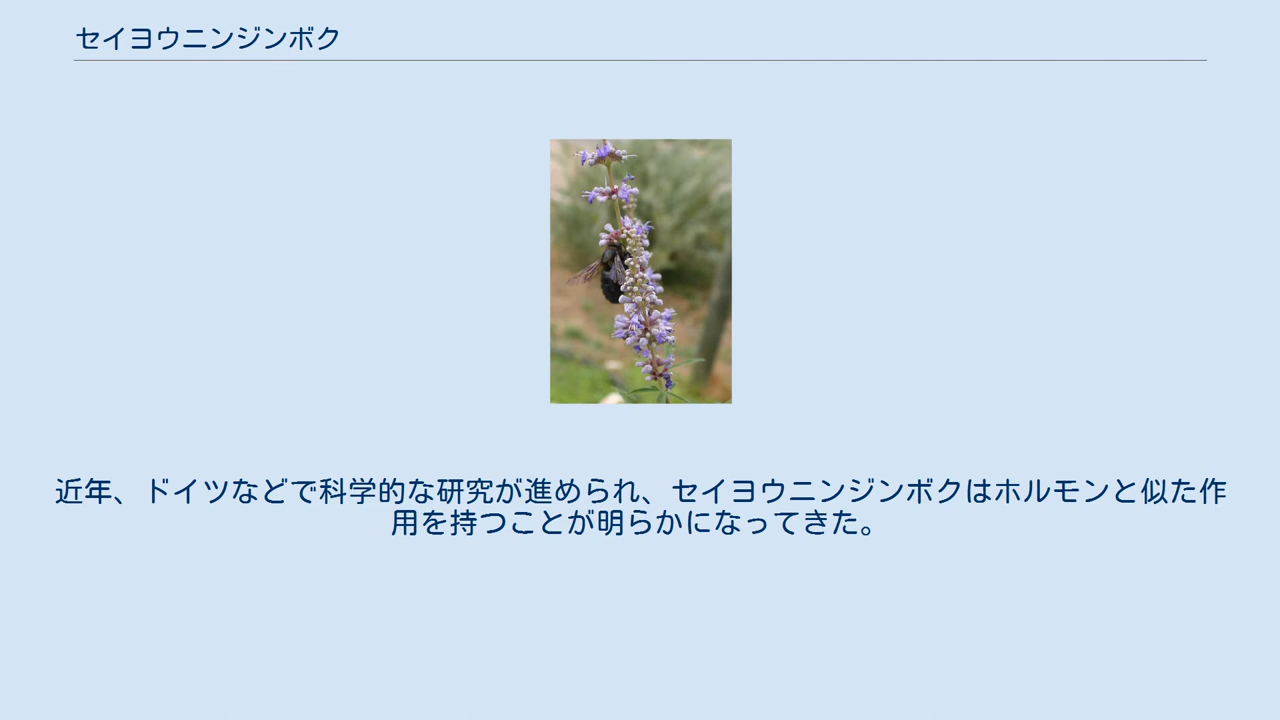 セイヨウニンジンボク
近年、ドイツなどで科学的な研究が進められ、セイヨウニンジンボクはホルモンと似た作
用を持つことが明らかになってきた。